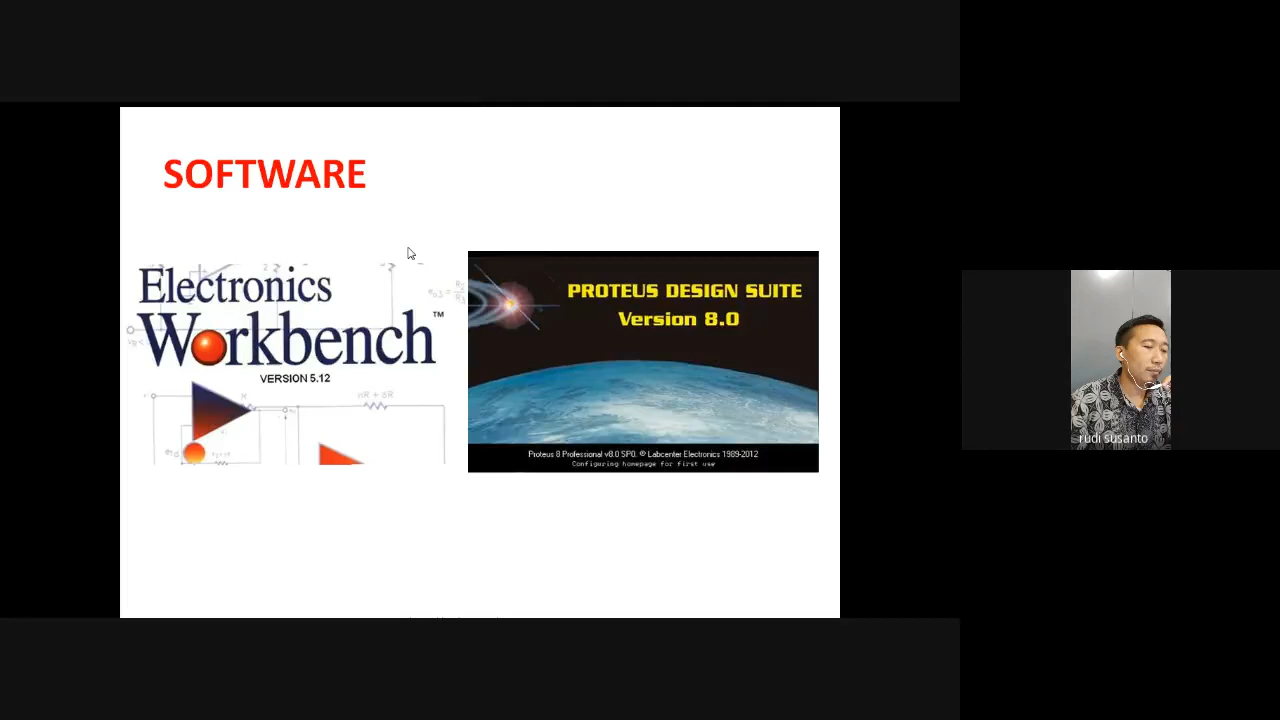 SOFTWARE
Electronics
Workbench™
VERSION 5.12
PROTEUS DESIGN SUITE
Version 8.0
Proteus 8 Professional v8.0 SP0. © Labcenter Electronics 1989-2012
Configuring homepage for first use
rudi susanto